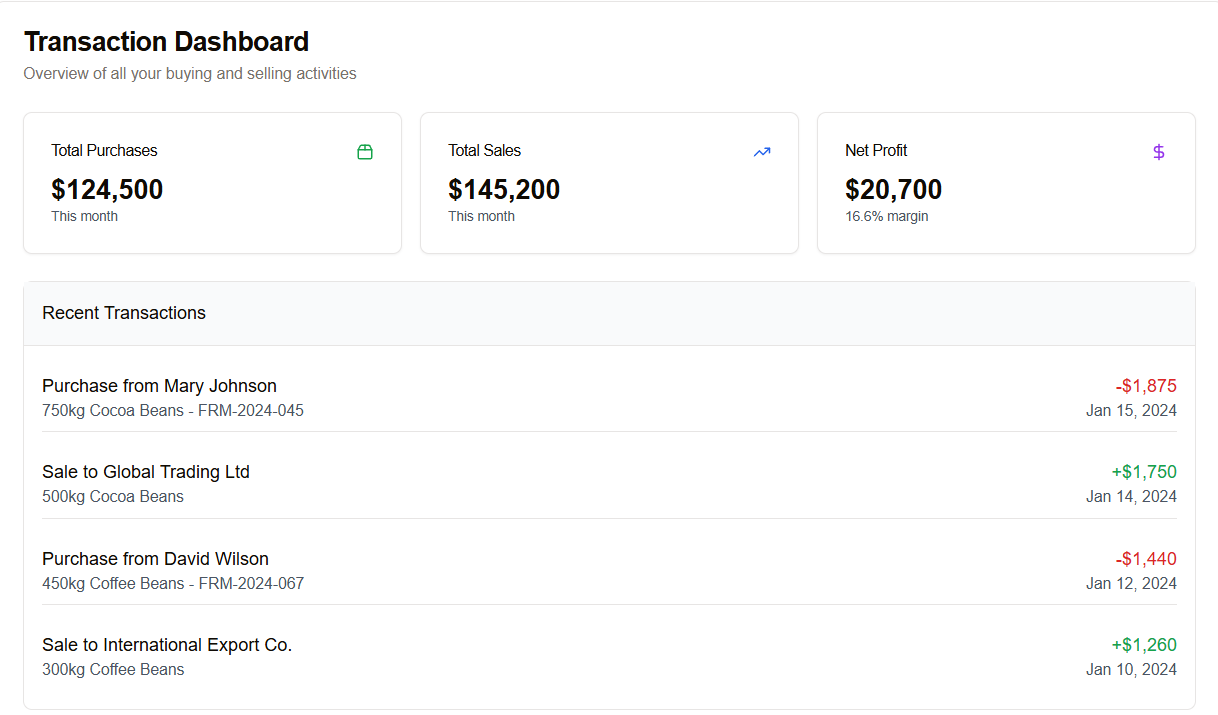 Transaction Dashboard
Overview of all your buying and selling activities
Total Purchases
$124,500
This month
Total Sales
$145,200
This month
Net Profit
$
$20,700
16.6% margin
Recent Transactions
Purchase from Mary Johnson
-$1,875
750kg Cocoa Beans - FRM-2024-045
Jan 15, 2024
Sale to Global Trading Ltd
+$1,750
500kg Cocoa Beans
Jan 14, 2024
Purchase from David Wilson
-$1,440
450kg Coffee Beans - FRM-2024-067
Jan 12, 2024
Sale to International Export Co.
+$1,260
300kg Coffee Beans
Jan 10, 2024